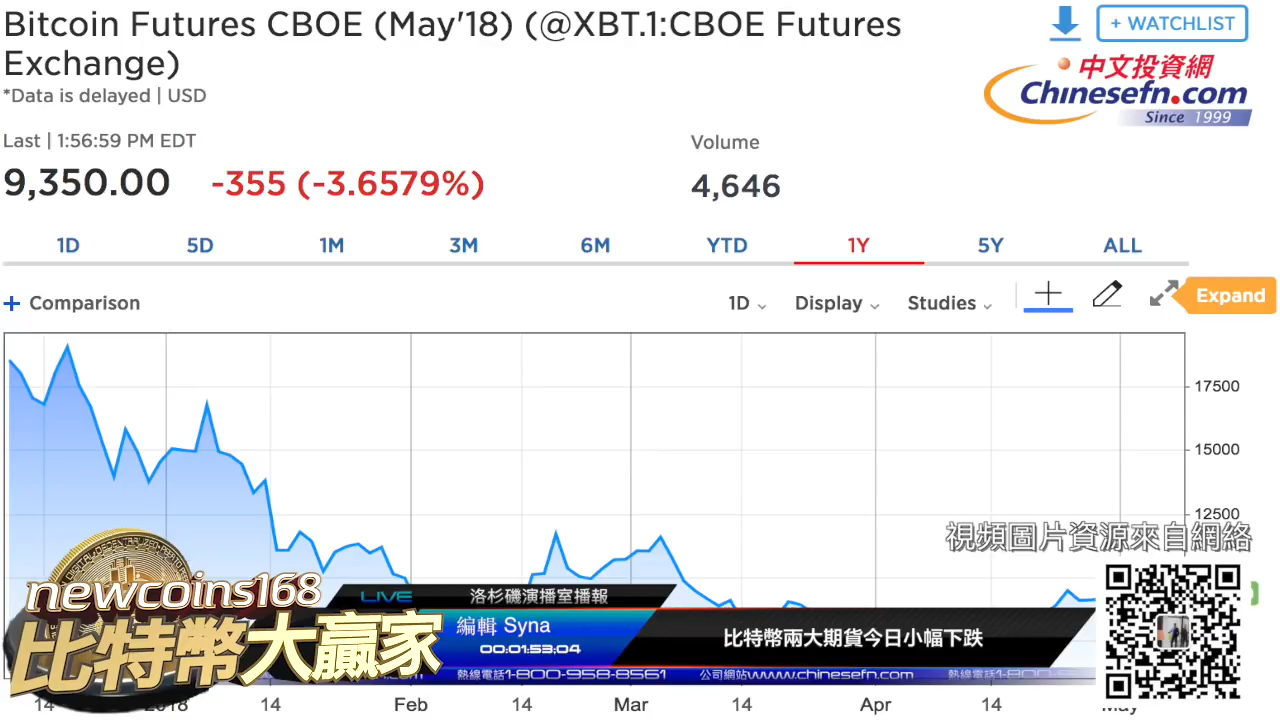 Bitcoin Futures CBOE (May'18) (@XBT.1:CBOE Futures
Exchange)
*Data is delayed | USD
+ WATCHLIST
中文投資網
Chinesefn.com
Since 1999
Last | 1:56:59 PM EDT
9,350.00 -355 (-3.6579%)
Volume
4,646
1D 5D 1M 3M 6M YTD 1Y 5Y ALL
+ Comparison
1D Display Studies
Expand
17500
15000
12500
視頻圖片資源來自網絡
newcoins168
比特幣大贏家
LIVE 洛杉磯演播室播報
編輯 Syna
00:01:53;04
比特幣兩大期貨今日小幅下跌
熱線電話1-800-958-8561 公司網站www.chinesefn.com 熱線電話1-800-
14 2018 14 Feb 14 Mar 14 Apr 14 May